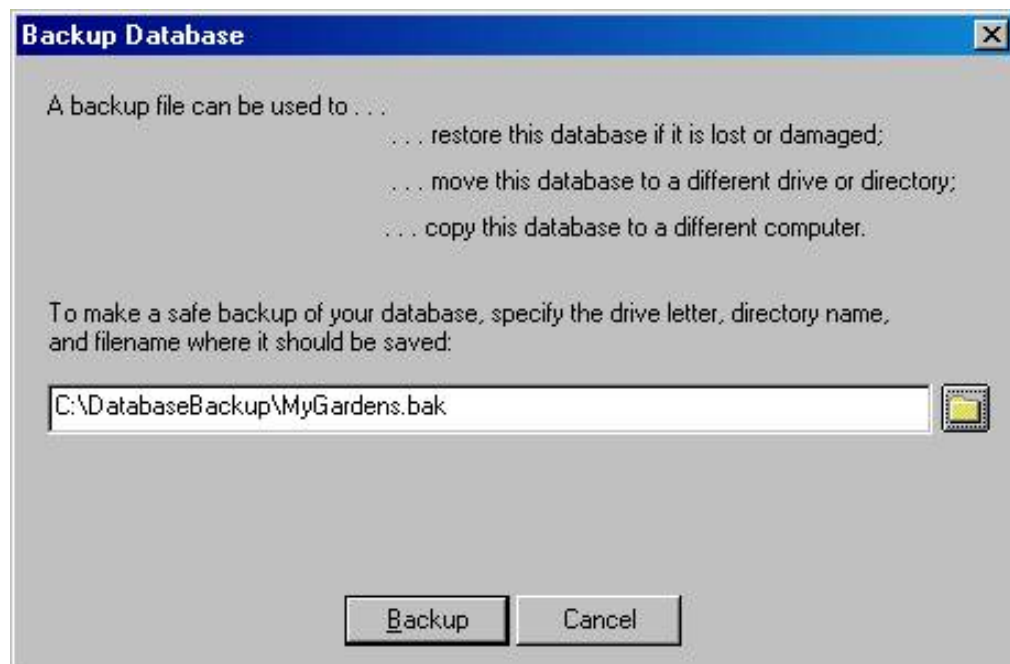 Backup Database
A backup file can be used to . . .
. . . restore this database if it is lost or damaged;
. . . move this database to a different drive or directory;
. . . copy this database to a different computer.
To make a safe backup of your database, specify the drive letter, directory name,
and filename where it should be saved:
C:\DatabaseBackup\MyGardens.bak
Backup Cancel